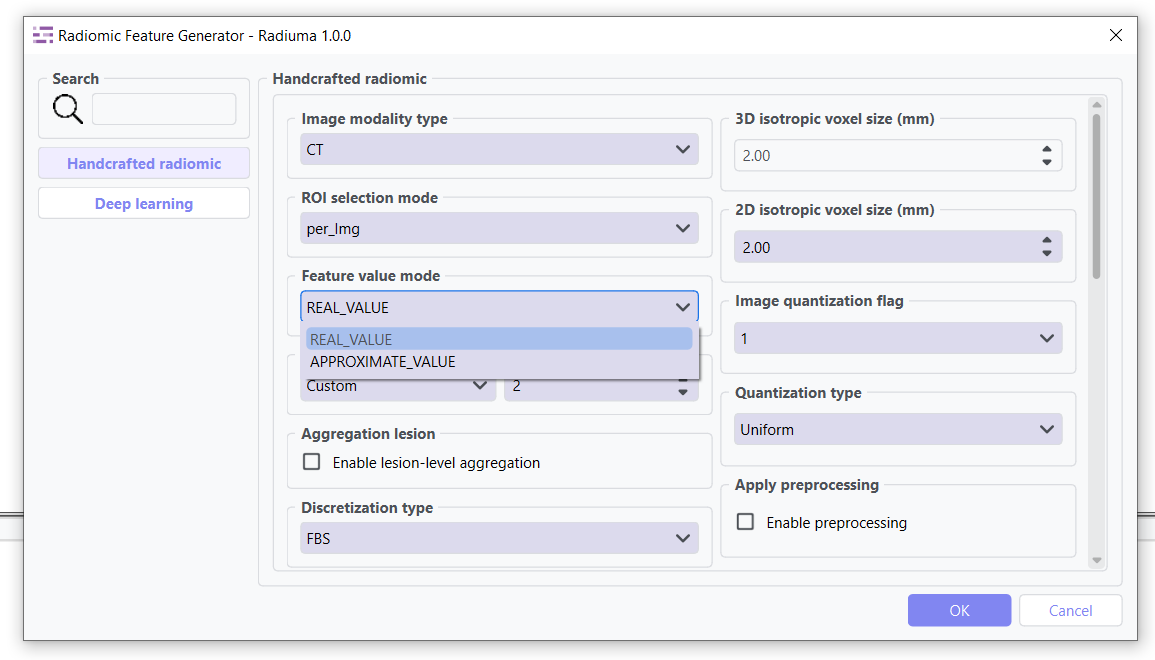 Radiomic Feature Generator - Radiuma 1.0.0
Search
Handcrafted radiomic
Deep learning
Handcrafted radiomic
Image modality type
CT
ROI selection mode
per_Img
Feature value mode
REAL_VALUE
REAL_VALUE
APPROXIMATE_VALUE
Custom
2
Aggregation lesion
Enable lesion-level aggregation
Discretization type
FBS
3D isotropic voxel size (mm)
2.00
2D isotropic voxel size (mm)
2.00
Image quantization flag
1
Quantization type
Uniform
Apply preprocessing
Enable preprocessing
OK
Cancel